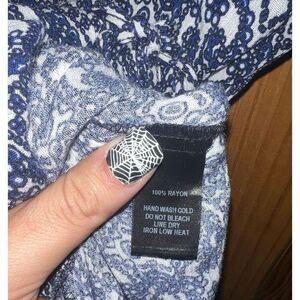 100% RAYON
HAND WASH COLD
DO NOT BLEACH
LINE DRY
IRON LOW HEAT